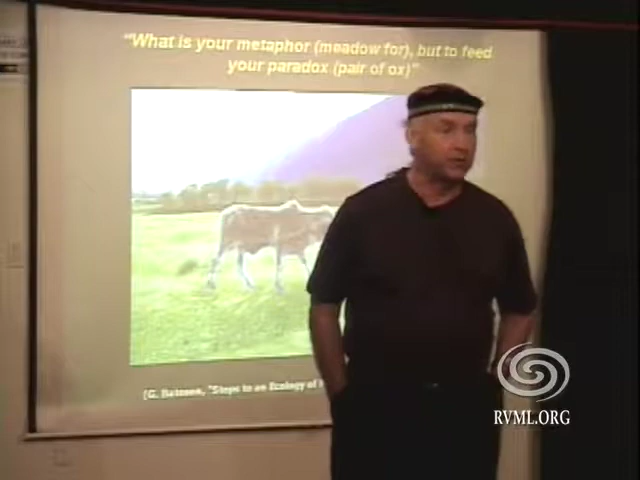 "What is your metaphor (meadow for), but to feed
your paradox (pair of ox)"
[G. Bateson, "Steps to an Ecology of
RVML.ORG